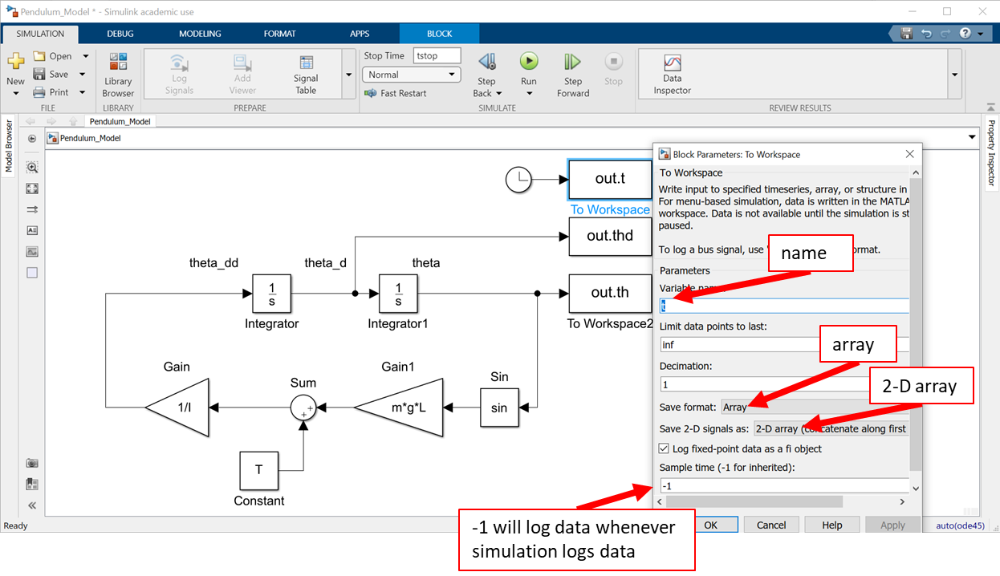 Pendulum_Model * - Simulink academic use
SIMULATION DEBUG MODELING FORMAT APPS BLOCK
New
Open
Save
Print
FILE
Library
Browser
LIBRARY
Log
Signals
Add
Viewer
Signal
Table
PREPARE
Stop Time tstop
Normal
Fast Restart
Step
Back
Run
Step
Forward
Stop
SIMULATE
Data
Inspector
REVIEW RESULTS
Model Browser
Property Inspector
Pendulum_Model
Pendulum_Model
out.t
To Workspace
out.thd
theta_dd theta_d theta
1
s
Integrator
1
s
Integrator1
out.th
To Workspace2
Gain
1/I
Sum
+
+
Gain1
m*g*L
Sin
sin
T
Constant
Block Parameters: To Workspace
To Workspace
Write input to specified timeseries, array, or structure in
For menu-based simulation, data is written in the MATLA
workspace. Data is not available until the simulation is st
paused.
To log a bus signal, use
Parameters
Variable name:
t
Limit data points to last:
inf
Decimation:
1
Save format: Array
Save 2-D signals as: 2-D array (concatenate along first
Log fixed-point data as a fi object
Sample time (-1 for inherited):
-1
OK Cancel Help Apply
name
array
2-D array
-1 will log data whenever
simulation logs data
Ready
auto(ode45)